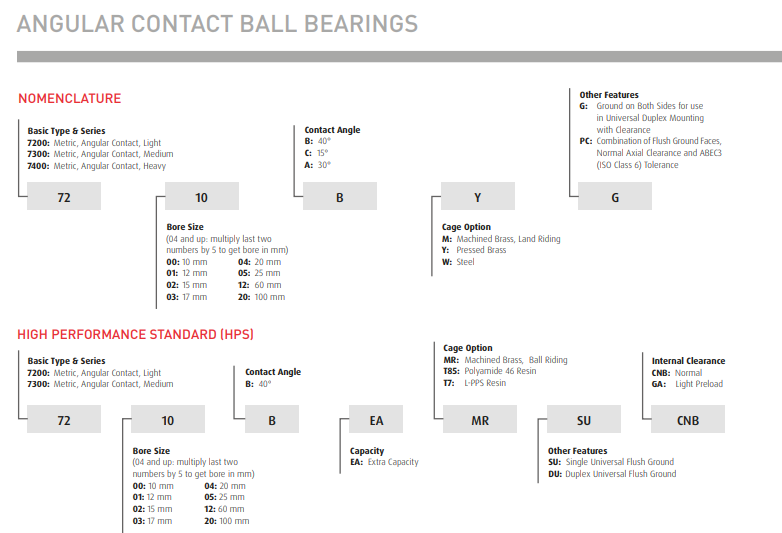 ANGULAR CONTACT BALL BEARINGS
NOMENCLATURE
Basic Type & Series
7200: Metric, Angular Contact, Light
7300: Metric, Angular Contact, Medium
7400: Metric, Angular Contact, Heavy
Contact Angle
B: 40°
C: 15°
A: 30°
Other Features
G: Ground on Both Sides for use
in Universal Duplex Mounting
with Clearance
PC: Combination of Flush Ground Faces,
Normal Axial Clearance and ABEC3
(ISO Class 6) Tolerance
72 10 B Y G
Bore Size
(04 and up: multiply last two
numbers by 5 to get bore in mm)
00: 10 mm 04: 20 mm
01: 12 mm 05: 25 mm
02: 15 mm 12: 60 mm
03: 17 mm 20: 100 mm
Cage Option
M: Machined Brass, Land Riding
Y: Pressed Brass
W: Steel
HIGH PERFORMANCE STANDARD (HPS)
Basic Type & Series
7200: Metric, Angular Contact, Light
7300: Metric, Angular Contact, Medium
Contact Angle
B: 40°
Cage Option
MR: Machined Brass, Ball Riding
T85: Polyamide 46 Resin
T7: L-PPS Resin
Internal Clearance
CNB: Normal
GA: Light Preload
72 10 B EA MR SU CNB
Bore Size
(04 and up: multiply last two
numbers by 5 to get bore in mm)
00: 10 mm 04: 20 mm
01: 12 mm 05: 25 mm
02: 15 mm 12: 60 mm
03: 17 mm 20: 100 mm
Capacity
EA: Extra Capacity
Other Features
SU: Single Universal Flush Ground
DU: Duplex Universal Flush Ground